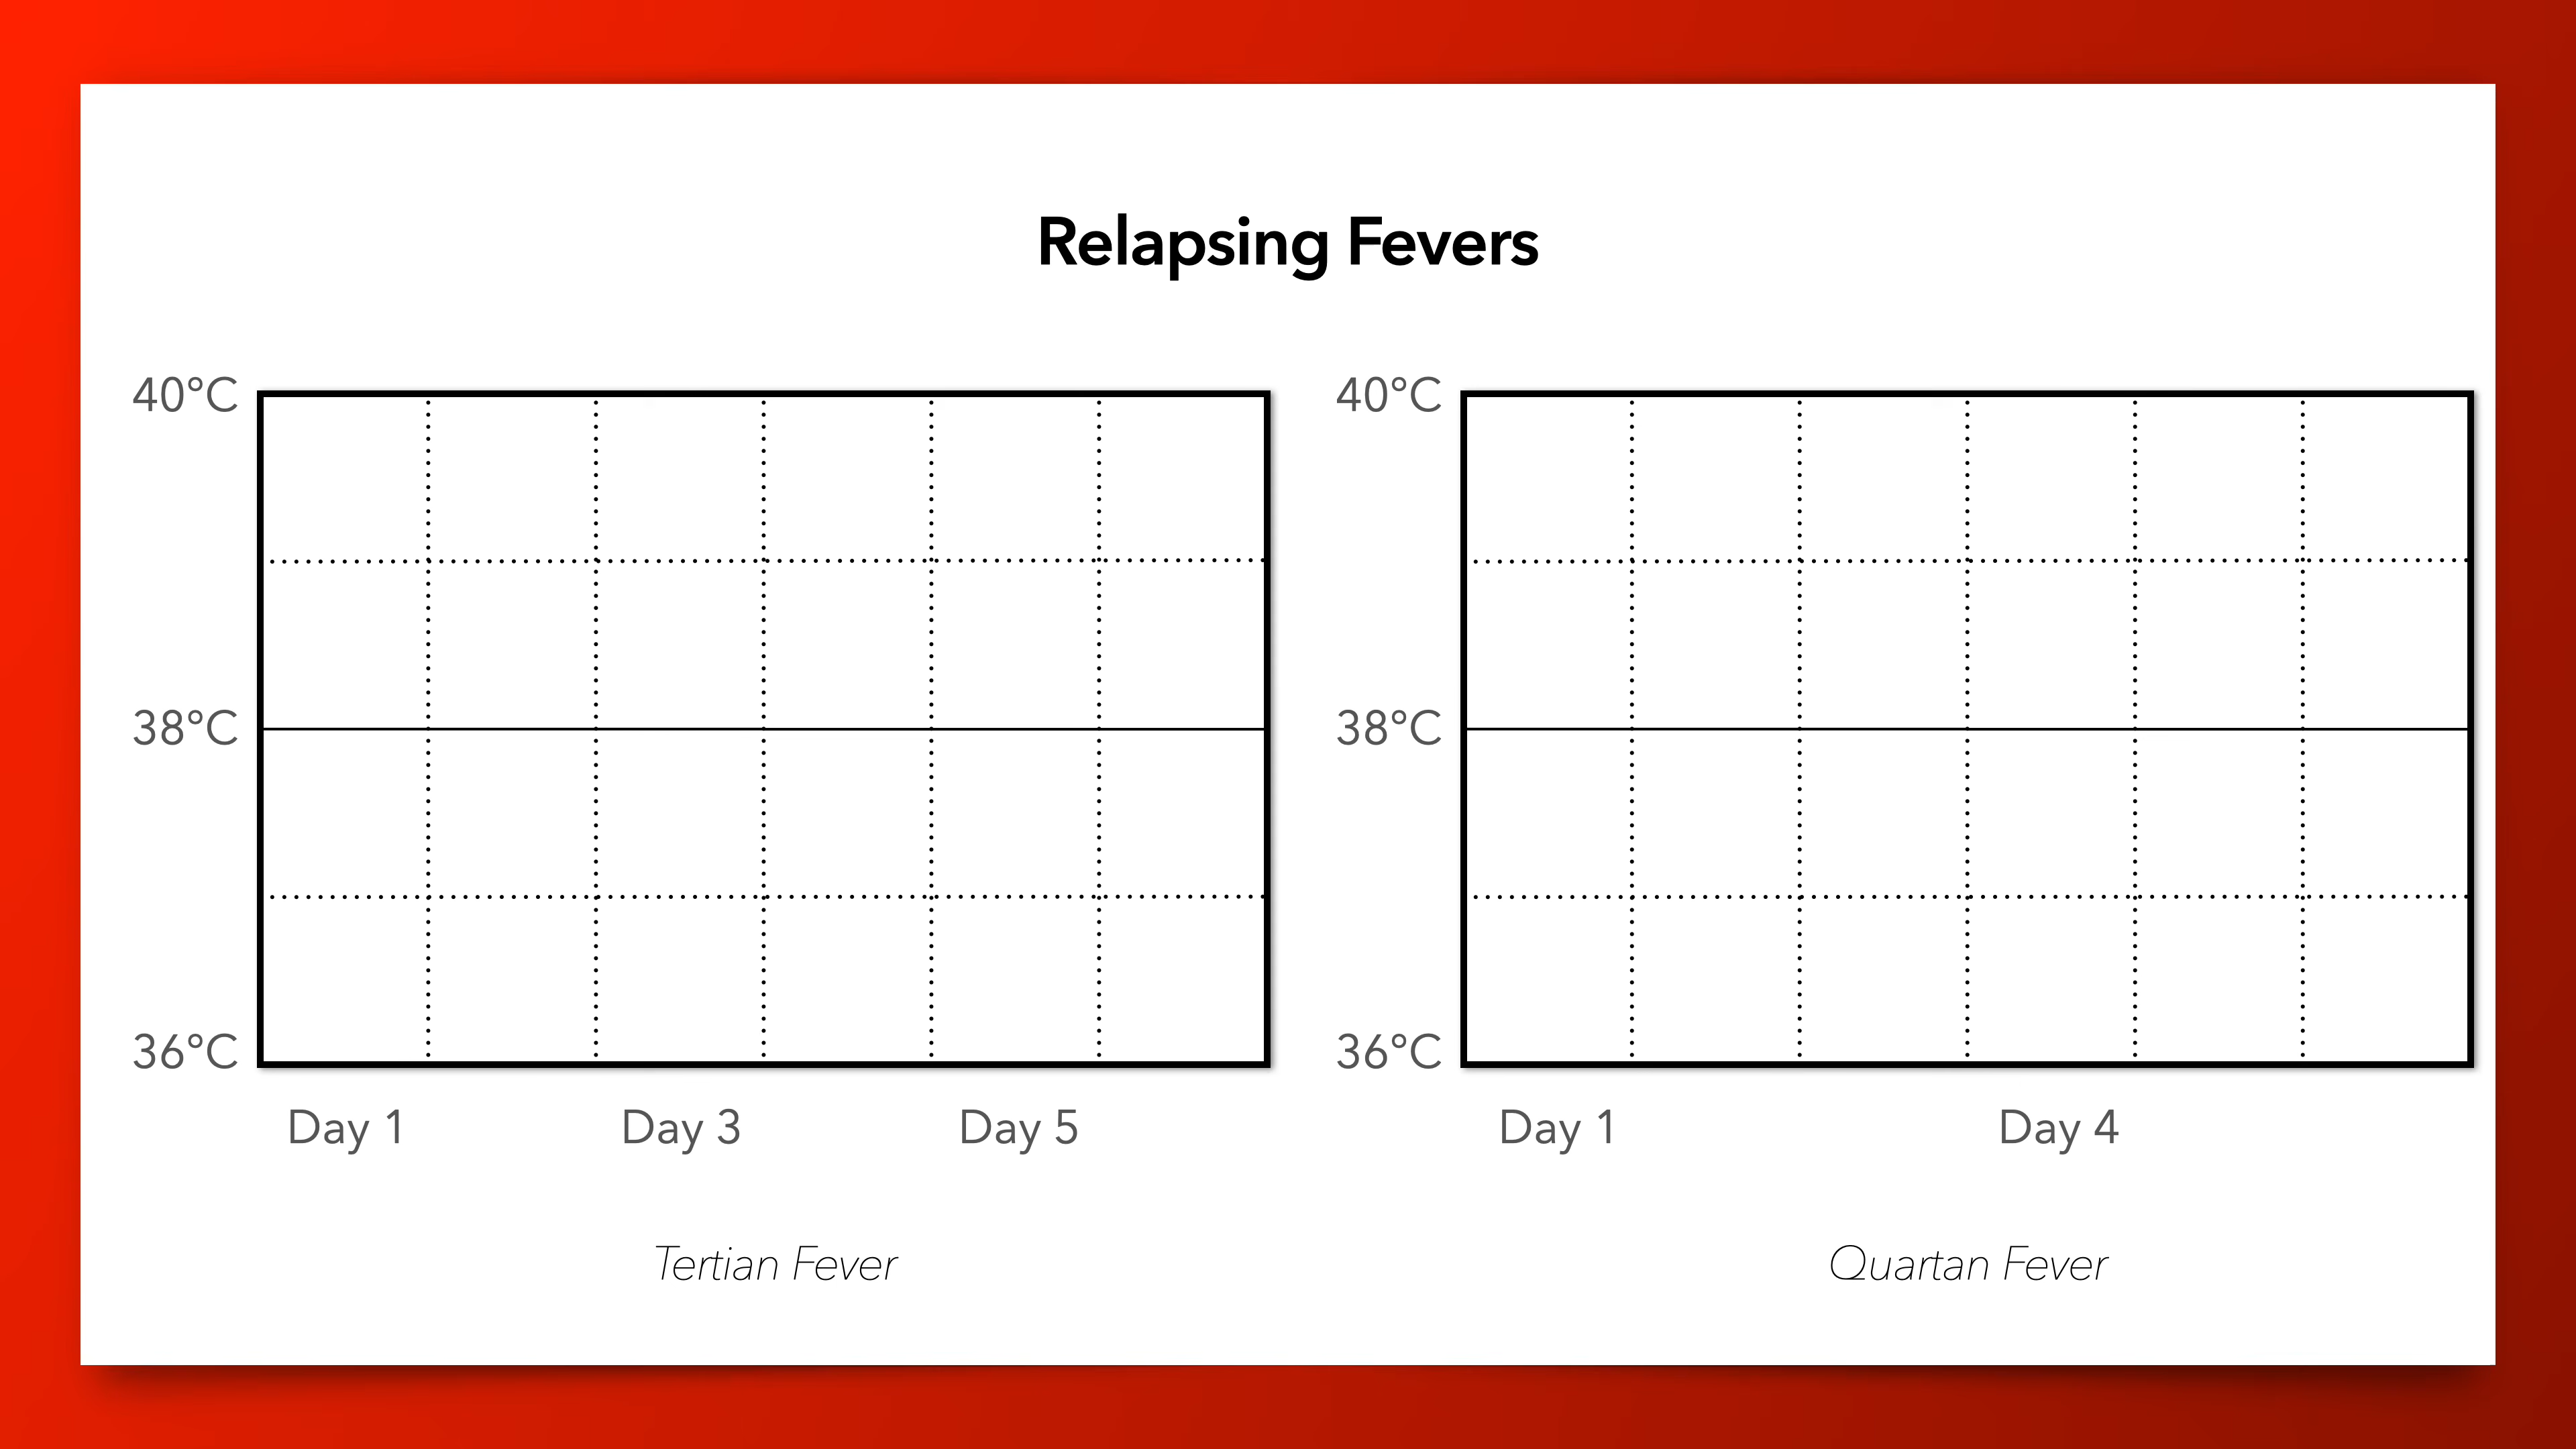 Relapsing Fevers
40°C
38°C
36°C
Day 1
Day 3
Day 5
Tertian Fever
40°C
38°C
36°C
Day 1
Day 4
Quartan Fever